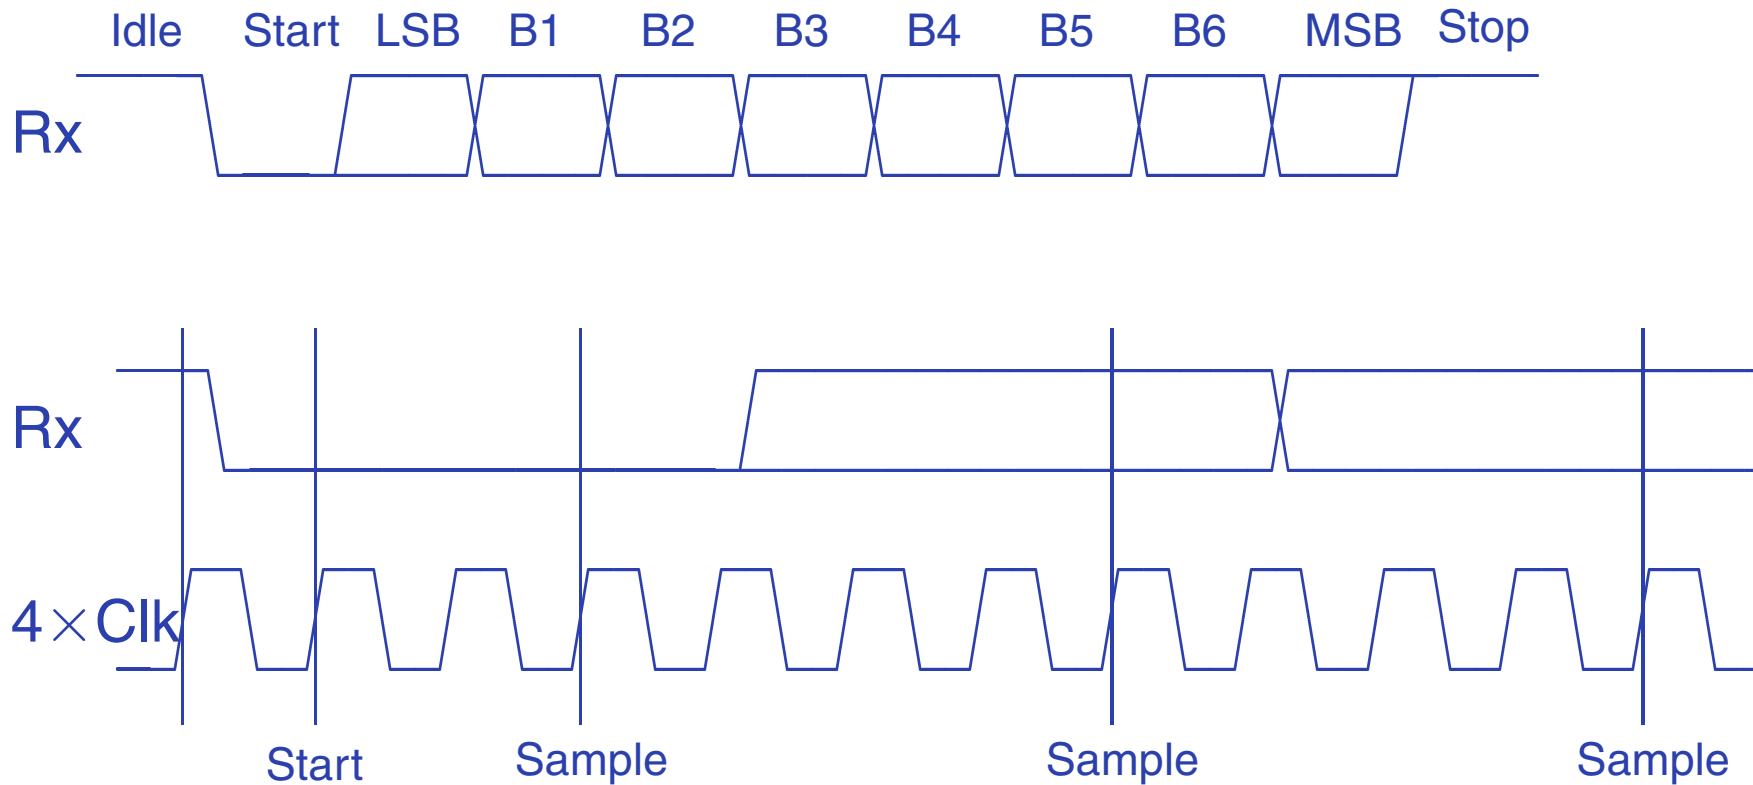 Idle Start LSB B1 B2 B3 B4 B5 B6 MSB Stop
Rx
Rx
4×Clk
Start Sample Sample Sample